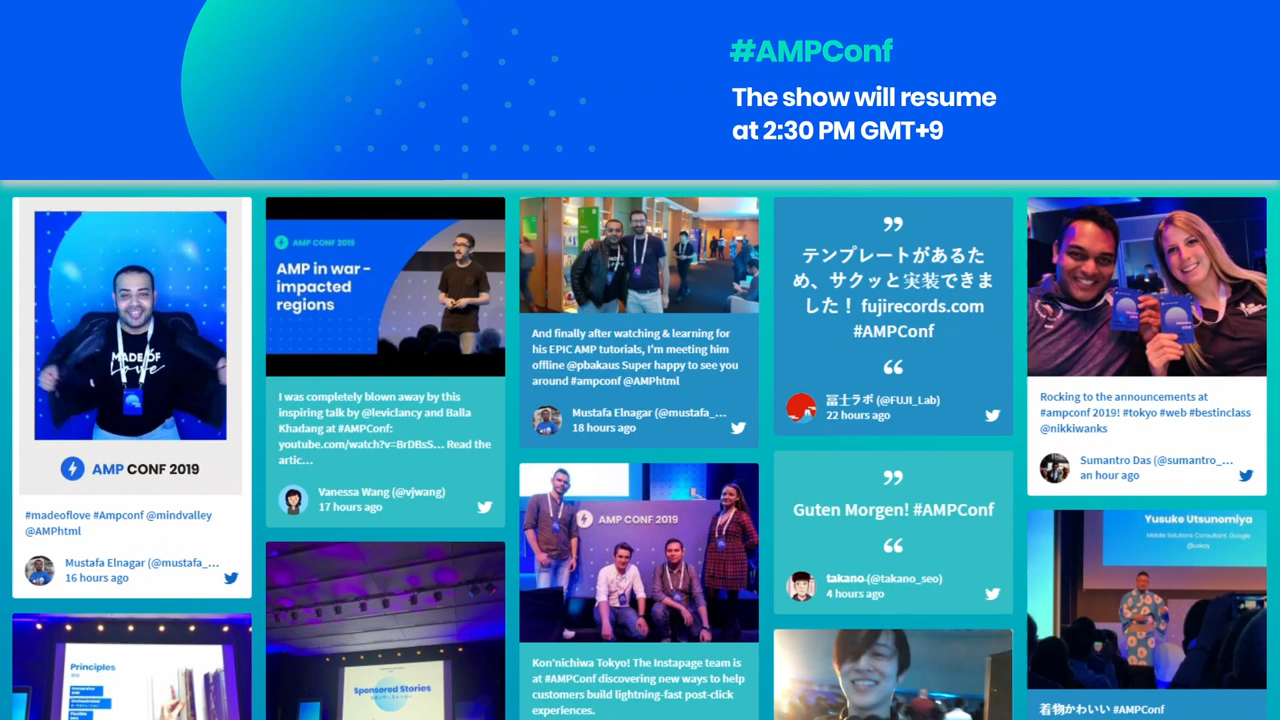 #AMPConf
The show will resume
at 2:30 PM GMT+9
MADE OF
Love
AMP CONF 2019
#madeoflove #Ampconf @mindvalley
@AMPhtml
Mustafa Elnagar (@mustafa_...
16 hours ago
Principles
AMP CONF 2019
AMP in war-
impacted
regions
I was completely blown away by this
inspiring talk by @leviclancy and Balla
Khadang at #AMPConf:
youtube.com/watch?v=BrDBsS... Read the
artic...
Vanessa Wang (@vjwang)
17 hours ago
Sponsored Stories
And finally after watching & learning for
his EPIC AMP tutorials, I'm meeting him
offline @pbakaus Super happy to see you
around #ampconf @AMPhtml
Mustafa Elnagar (@mustafa_...
18 hours ago
AMP CONF 2019
Kon'nichiwa Tokyo! The Instapage team is
at #AMPConf discovering new ways to help
customers build lightning-fast post-click
experiences.
テンプレートがあるた
め、サクッと実装できま
した！ fujirecords.com
#AMPConf
冨士ラボ (@FUJI_Lab)
22 hours ago
Guten Morgen! #AMPConf
takano (@takano_seo)
4 hours ago
Rocking to the announcements at
#ampconf 2019! #tokyo #web #bestinclass
@nikkiwanks
Sumantro Das (@sumantro_...
an hour ago
Yusuke Utsunomiya
Mobile Solutions Consultant, Google
着物かわいい #AMPConf